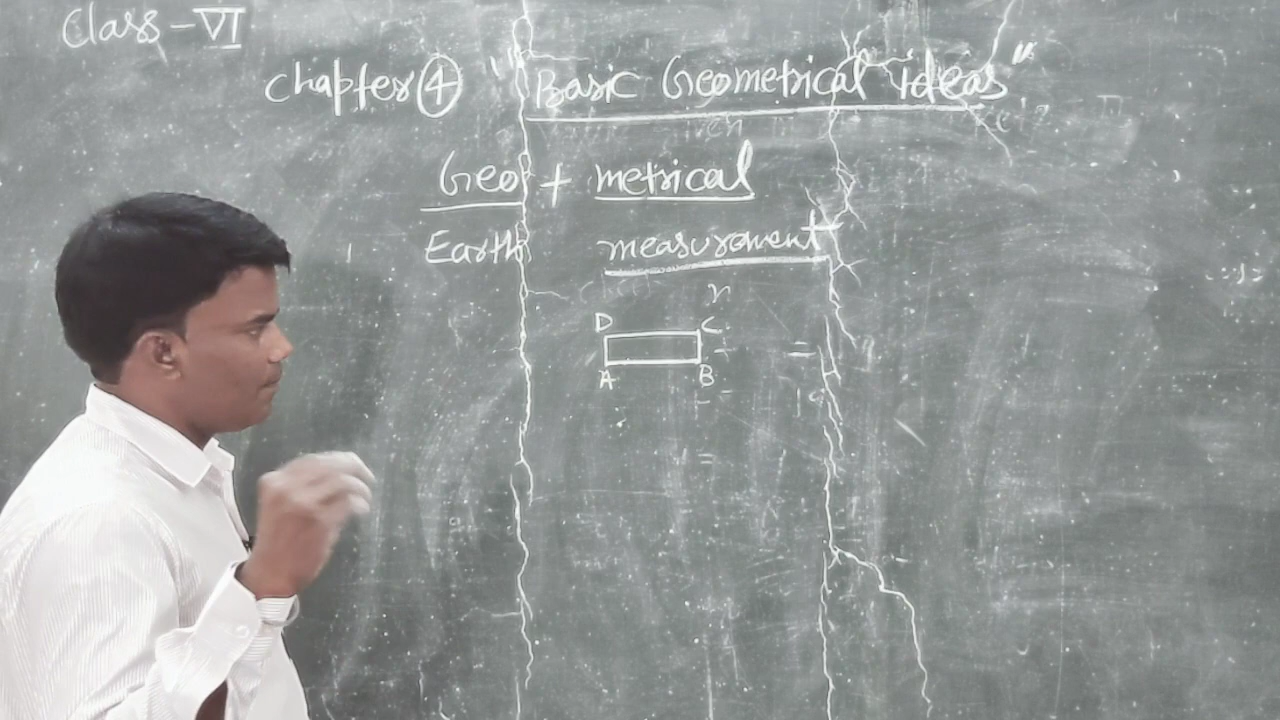 Class - VI
Chapter ④ "Basic Geometrical ideas"
Geo + metrical
Earth measurement
D C
A B